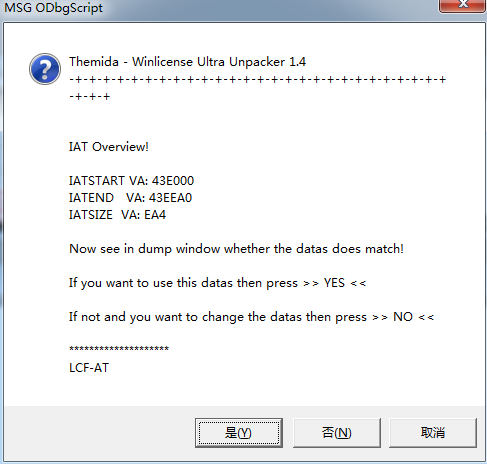 MSG ODbgScript
Themida - Winlicense Ultra Unpacker 1.4
-+-+-+-+-+-+-+-+-+-+-+-+-+-+-+-+-+-+-+-+-+-+-+-+-+-+-+
-+-+-+
IAT Overview!
IATSTART VA: 43E000
IATEND   VA: 43EEA0
IATSIZE  VA: EA4
Now see in dump window whether the datas does match!
If you want to use this datas then press >> YES <<
If not and you want to change the datas then press >> NO <<
********************
LCF-AT
是(Y) 否(N) 取消